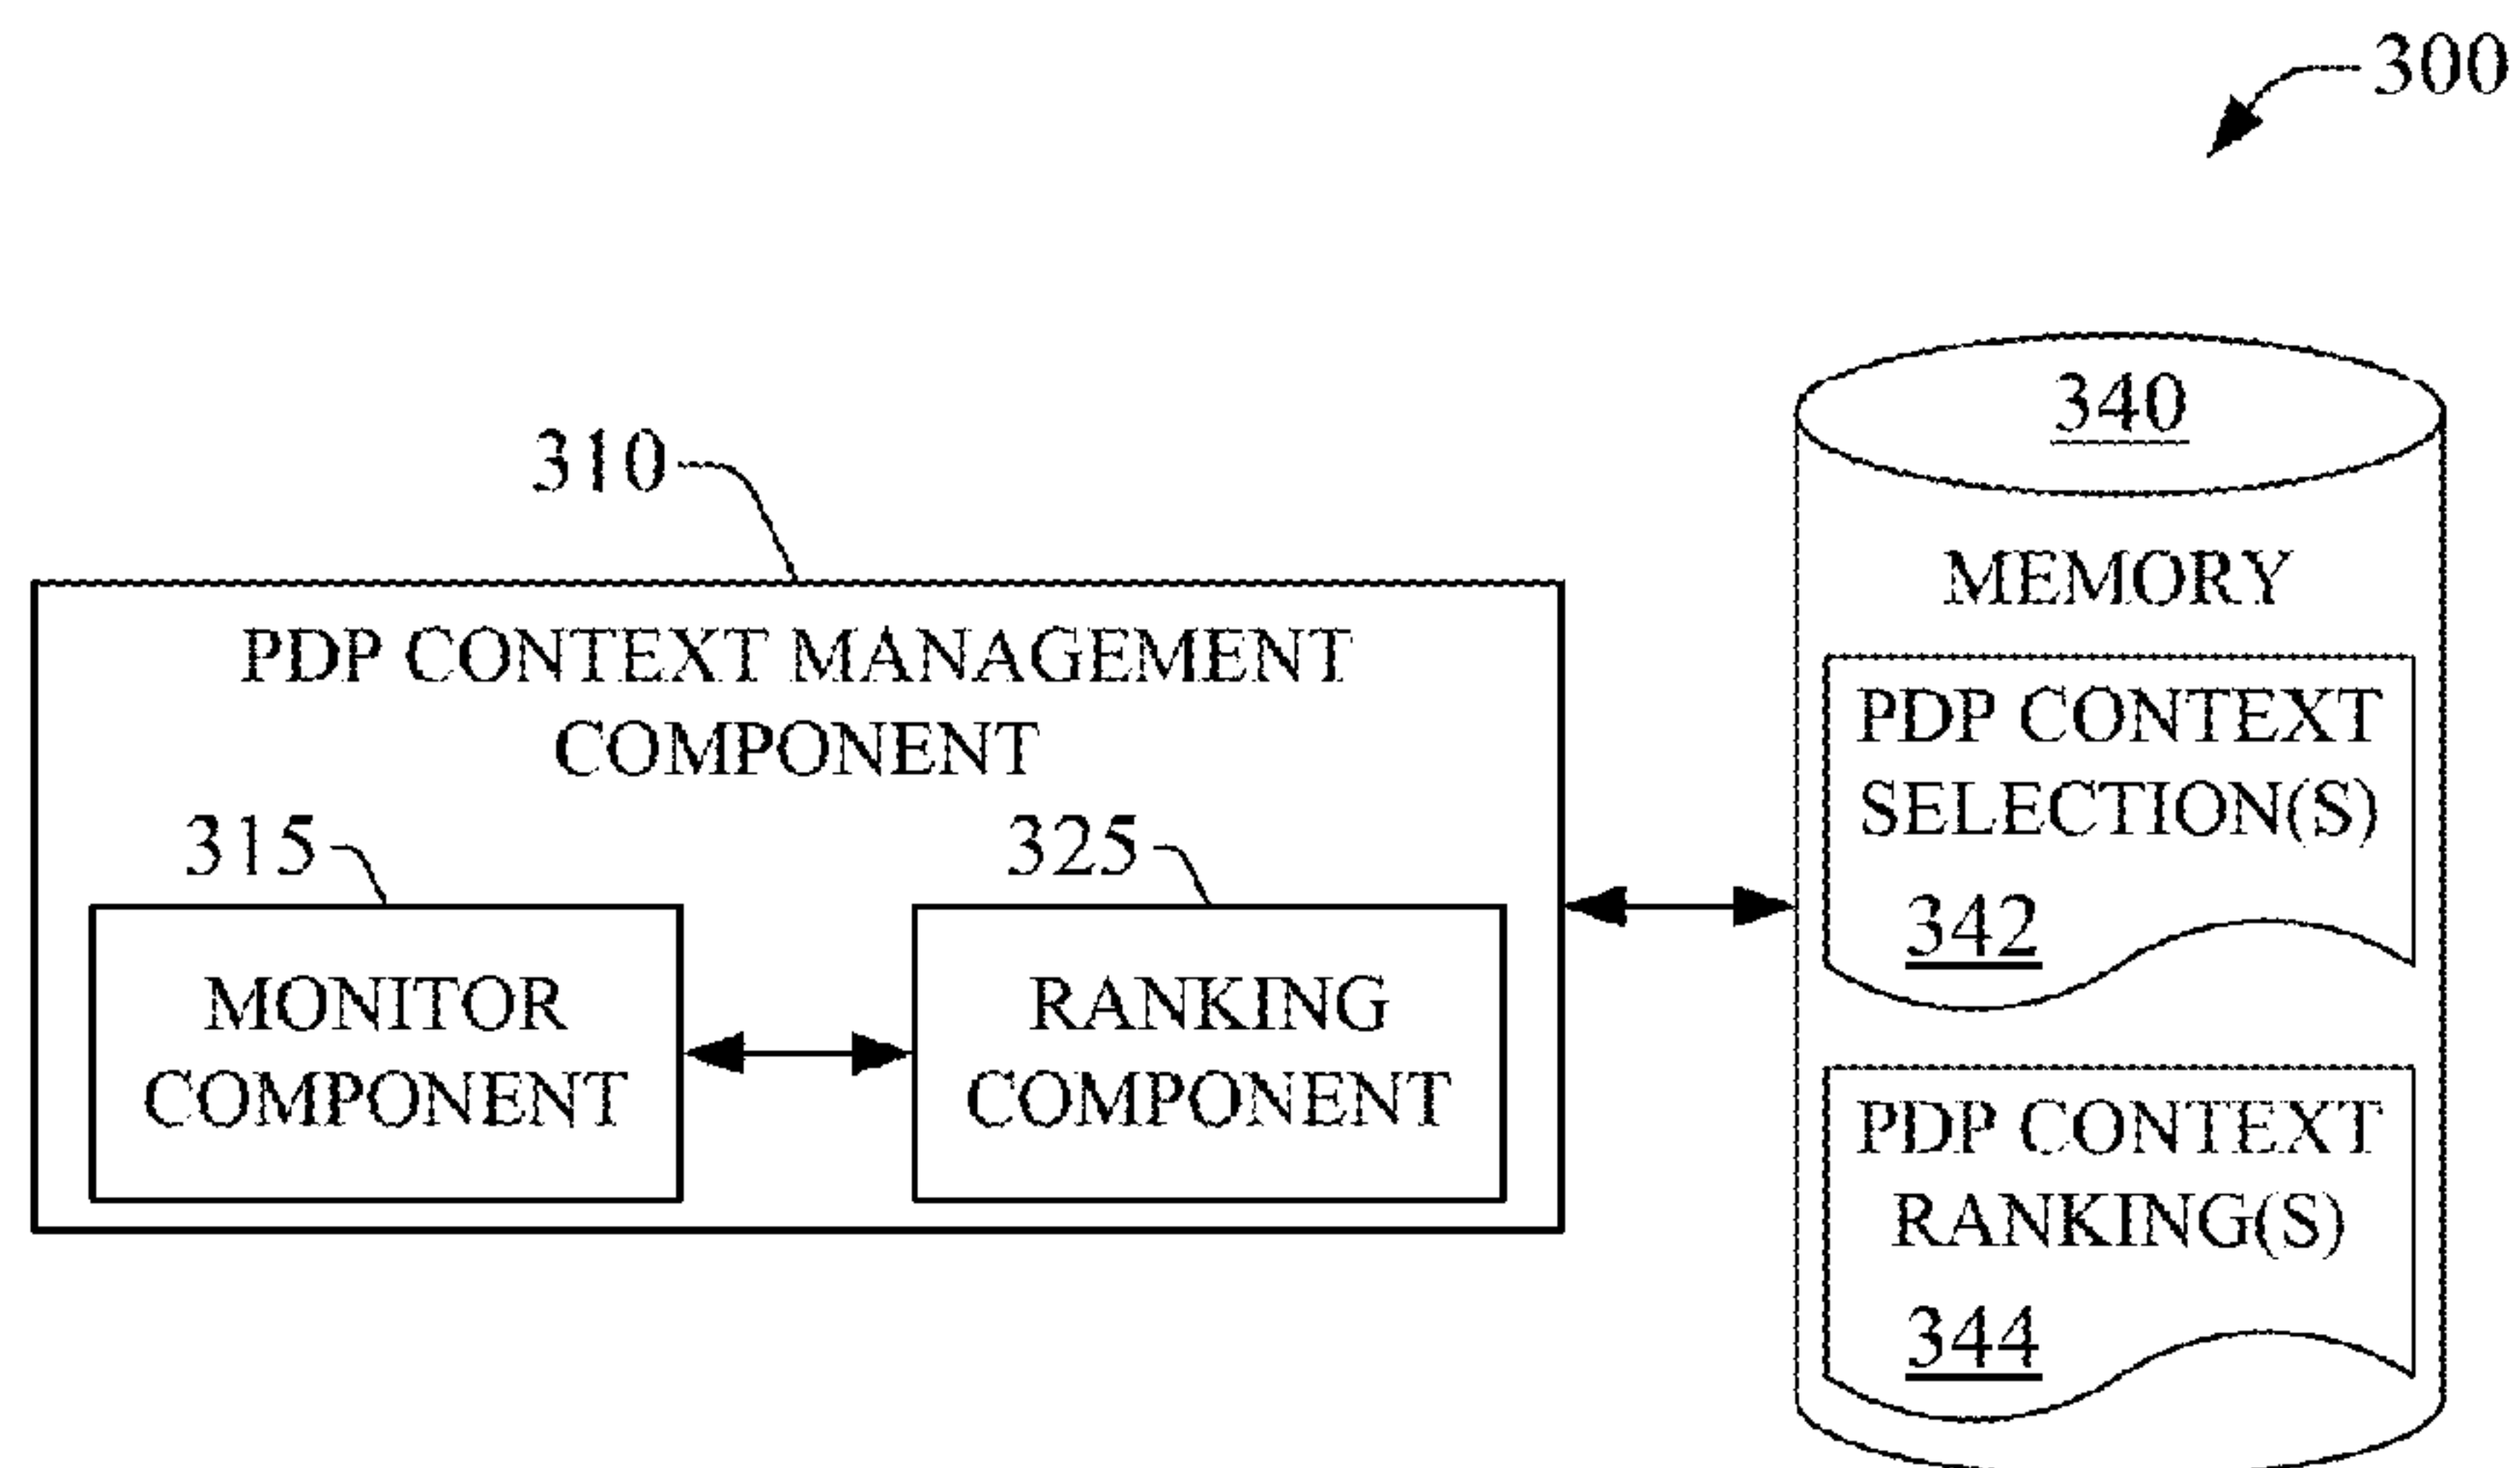 300
310
PDP CONTEXT MANAGEMENT
COMPONENT
315
325
MONITOR
COMPONENT
RANKING
COMPONENT
340
MEMORY
PDP CONTEXT
SELECTION(S)
342
PDP CONTEXT
RANKING(S)
344